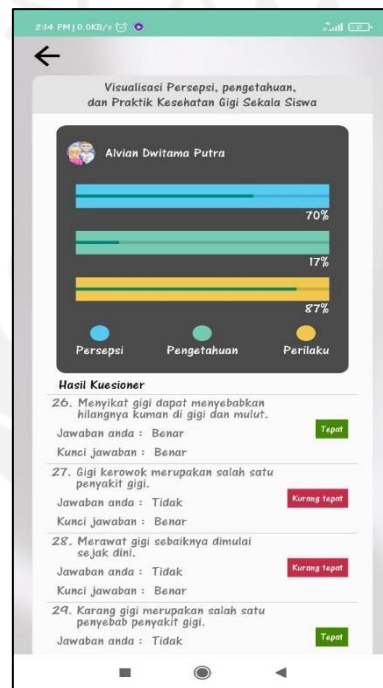 2:44 PM | 0.0KB/s
Visualisasi Persepsi, pengetahuan,
dan Praktik Kesehatan Gigi Sekala Siswa
Alvian Dwitama Putra
70%
17%
87%
Persepsi Pengetahuan Perilaku
Hasil Kuesioner
26. Menyikat gigi dapat menyebabkan
hilangnya kuman di gigi dan mulut.
Jawaban anda : Benar
Tepat
Kunci jawaban : Benar
27. Gigi kerowok merupakan salah satu
penyakit gigi.
Jawaban anda : Tidak
Kurang tepat
Kunci jawaban : Benar
28. Merawat gigi sebaiknya dimulai
sejak dini.
Jawaban anda : Tidak
Kurang tepat
Kunci jawaban : Benar
29. Karang gigi merupakan salah satu
penyebab penyakit gigi.
Jawaban anda : Tidak
Tepat